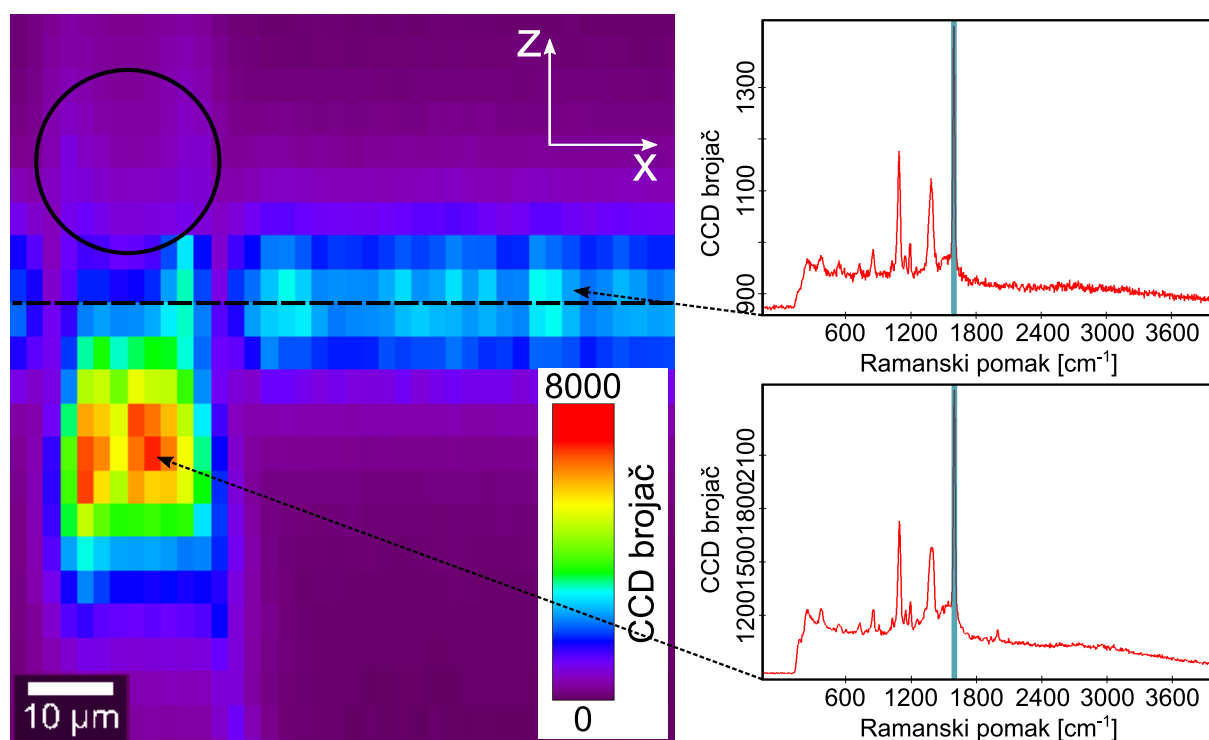 Z
X
8000
CCD brojač
0
10 µm
CCD brojač
1300
1100
900
600 1200 1800 2400 3000 3600
Ramanski pomak [cm-1]
CCD brojač
2100
1800
1500
1200
600 1200 1800 2400 3000 3600
Ramanski pomak [cm-1]